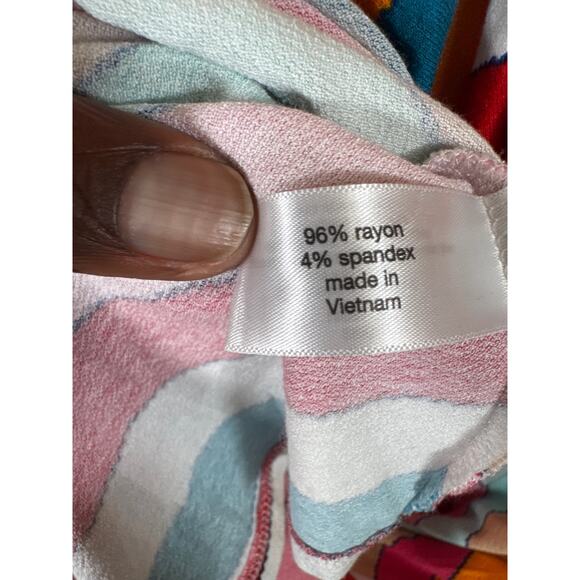 96% rayon
4% spandex
made in
Vietnam